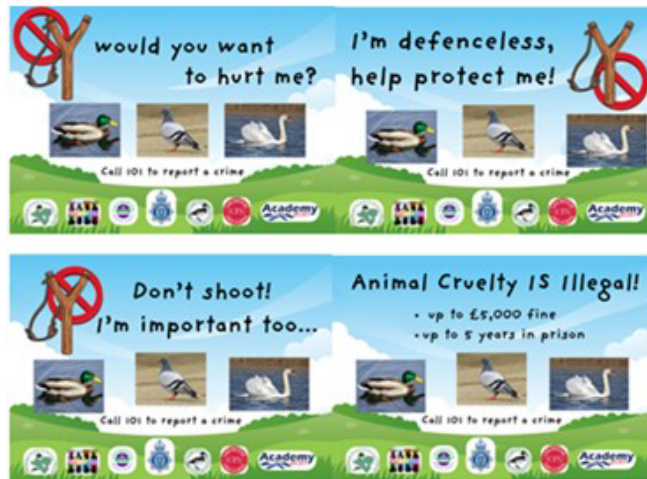 would you want
to hurt me?
Call 101 to report a crime
Academy
I'm defenceless,
help protect me!
Call 101 to report a crime
Academy
Don't shoot!
I'm important too...
Call 101 to report a crime
Academy
Animal Cruelty IS Illegal!
• up to £5,000 fine
• up to 5 years in prison
Call 101 to report a crime
Academy